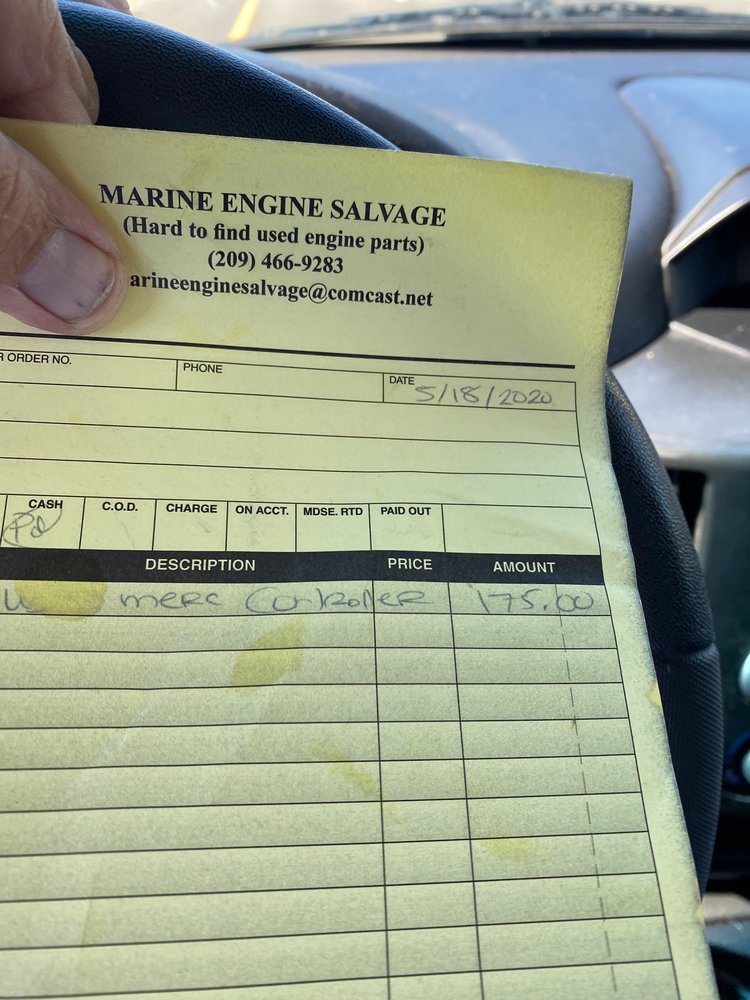 MARINE ENGINE SALVAGE
(Hard to find used engine parts)
(209) 466-9283
arineenginesalvage@comcast.net
R ORDER NO. PHONE DATE 5/18/2020
CASH C.O.D. CHARGE ON ACCT. MDSE. RTD PAID OUT
Pd
DESCRIPTION PRICE AMOUNT
merc Controler 175.00